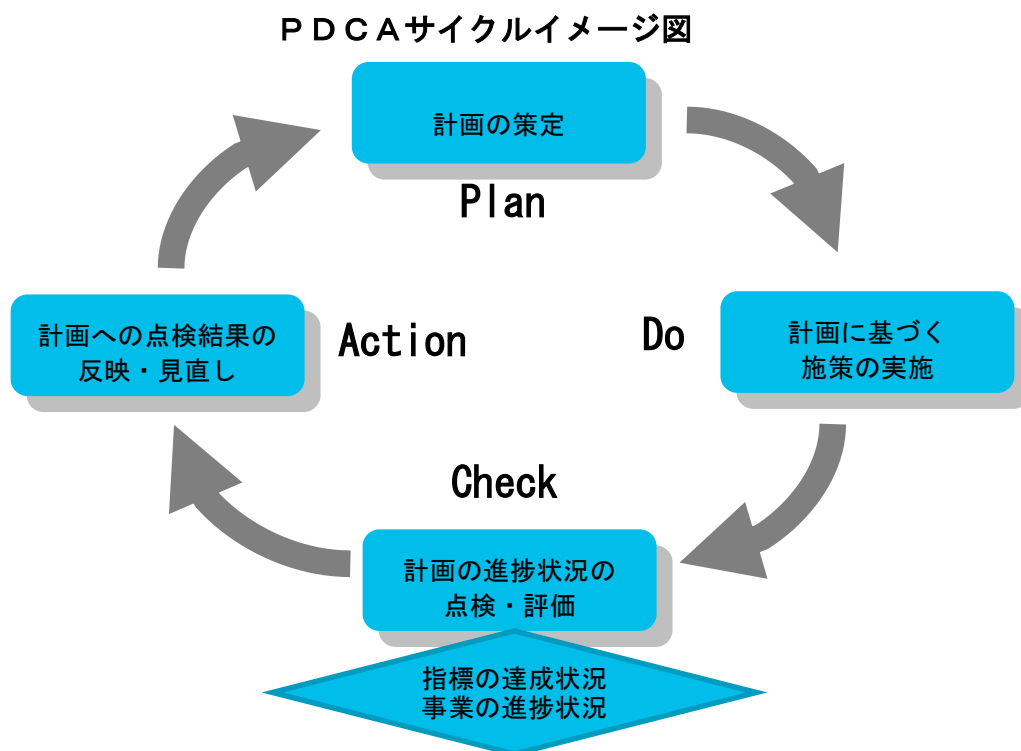 ＰＤＣＡサイクルイメージ図
計画の策定
Plan
計画への点検結果の
反映・見直し
Action
Do
計画に基づく
施策の実施
Check
計画の進捗状況の
点検・評価
指標の達成状況
事業の進捗状況